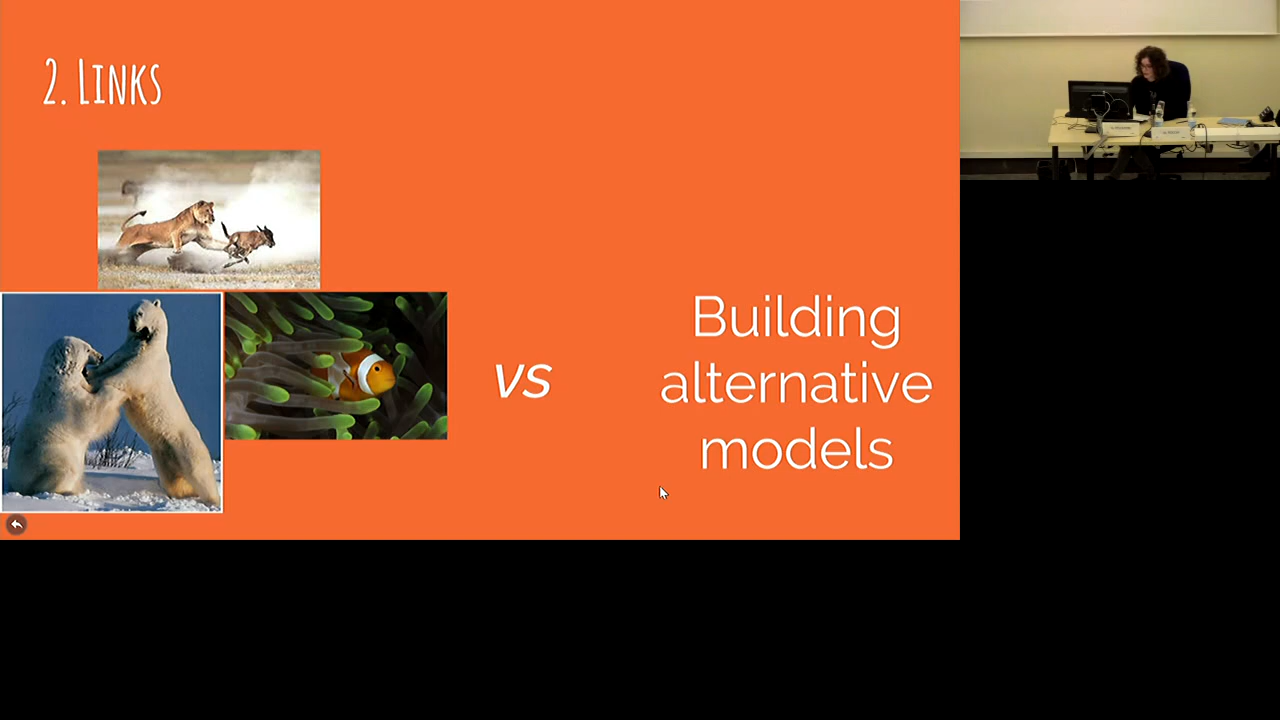 2. Links
vs
Building
alternative
models